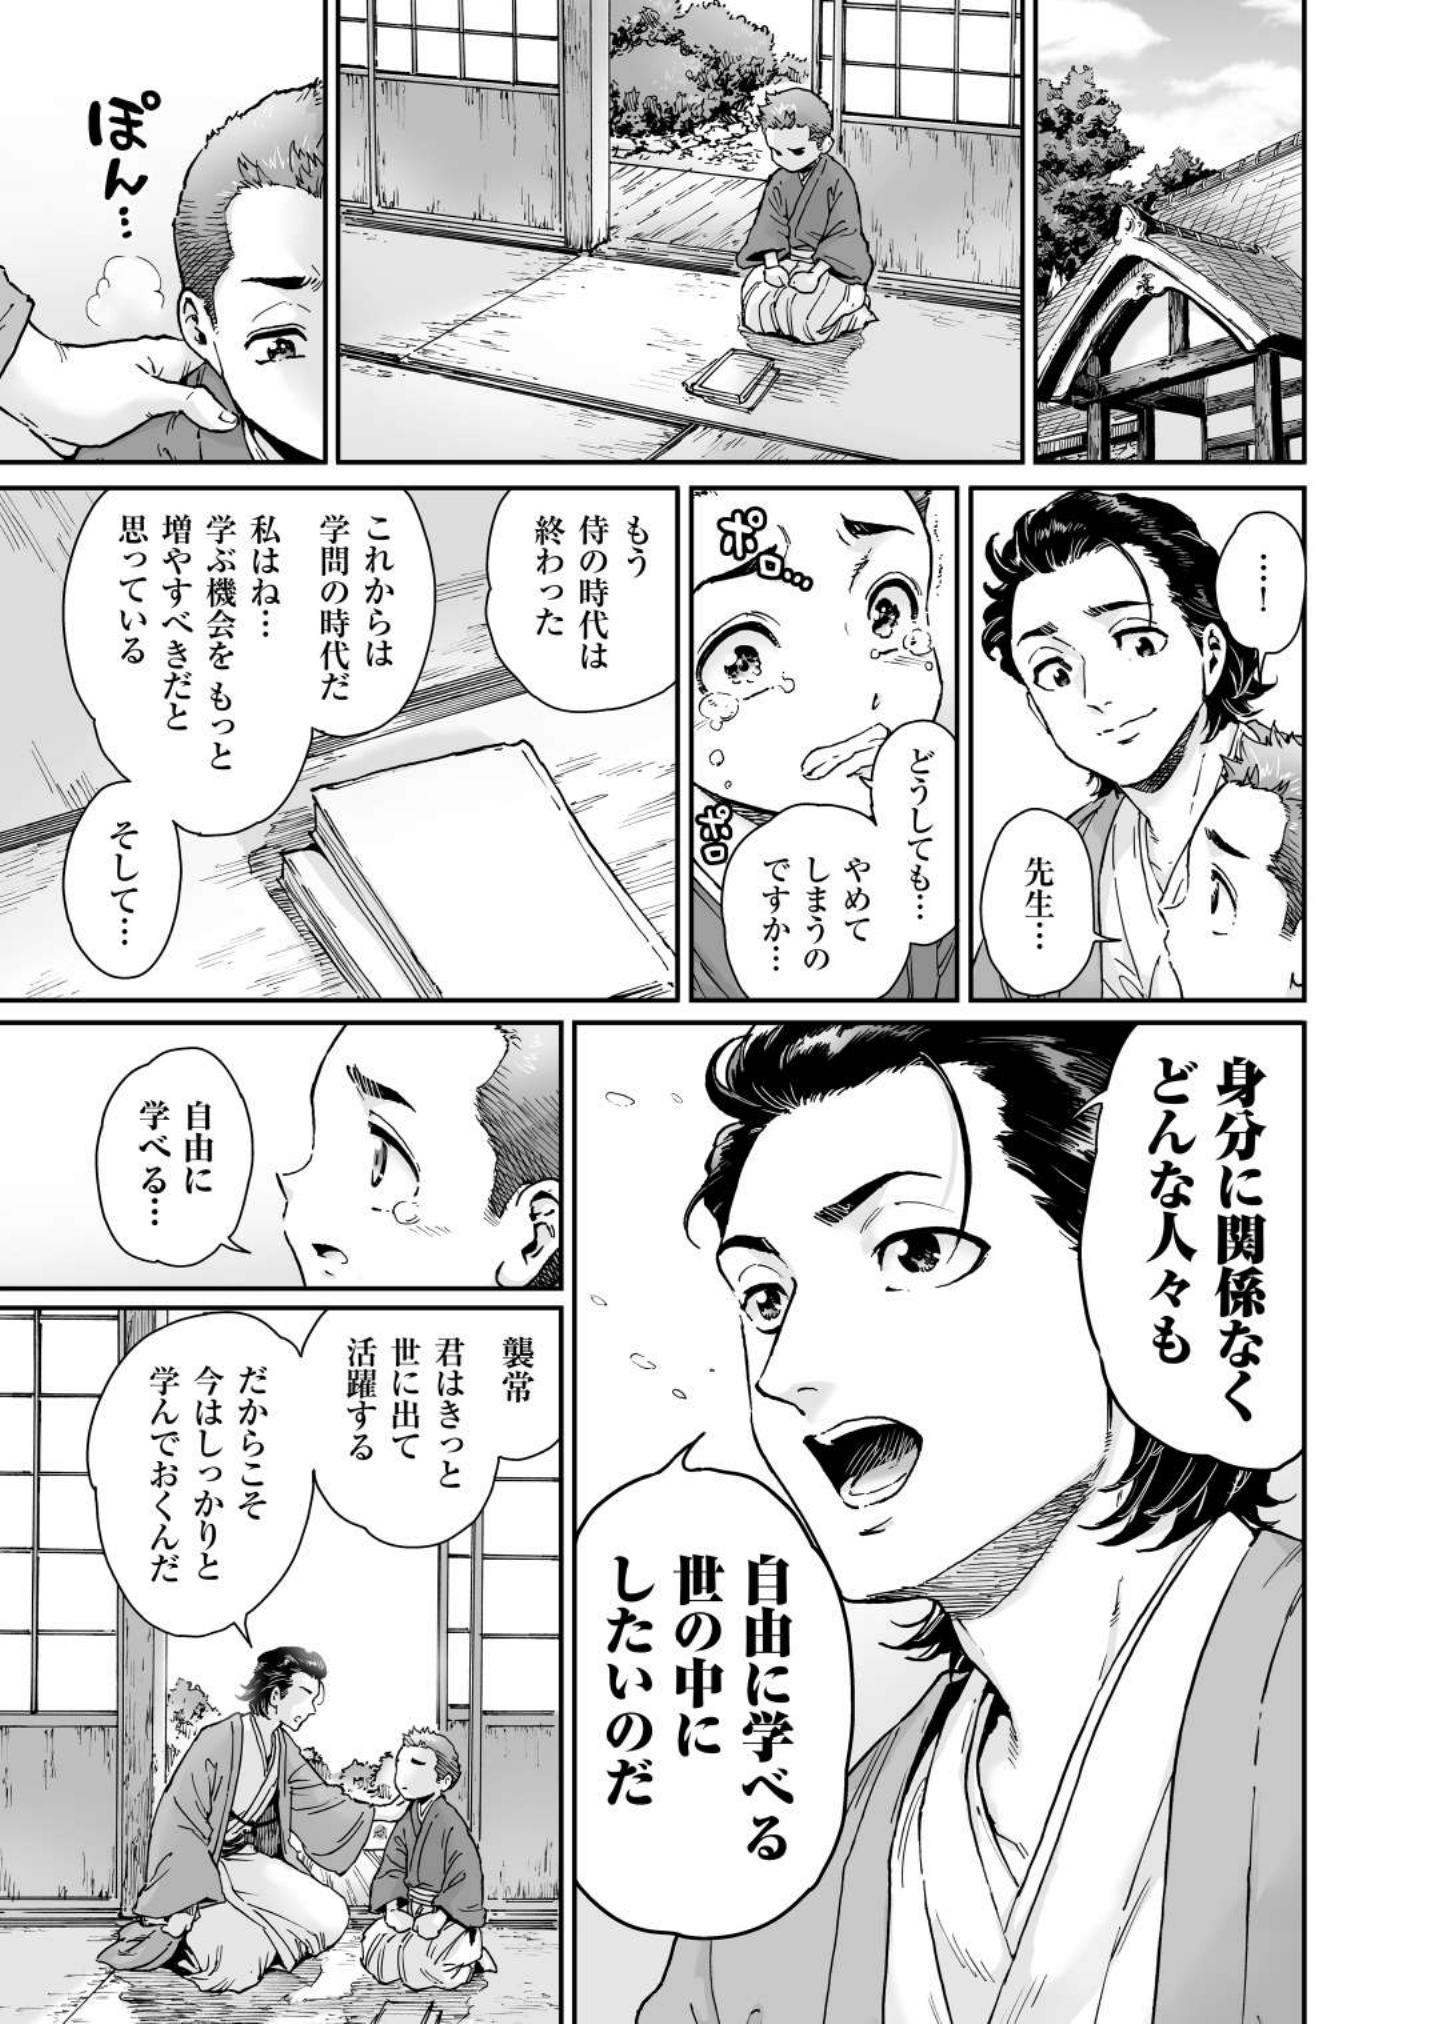 ぽん…
…!
先生…
ポロ…
どうしても…
やめて
しまうの
ですか…
ポロ
もう
侍の時代は
終わった
これからは
学問の時代だ
私はね…
学ぶ機会をもっと
増やすべきだと
思っている
そして…
身分に関係なく
どんな人々も
自由に学べる
世の中に
したいのだ
自由に
学べる…
襲常
君はきっと
世に出て
活躍する
だからこそ
今はしっかりと
学んでおくんだ